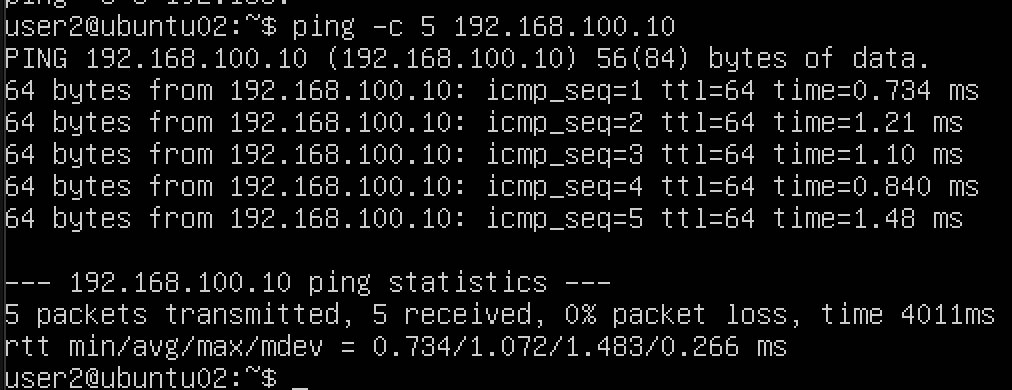 user2@ubuntu02:~$ ping -c 5 192.168.100.10
PING 192.168.100.10 (192.168.100.10) 56(84) bytes of data.
64 bytes from 192.168.100.10: icmp_seq=1 ttl=64 time=0.734 ms
64 bytes from 192.168.100.10: icmp_seq=2 ttl=64 time=1.21 ms
64 bytes from 192.168.100.10: icmp_seq=3 ttl=64 time=1.10 ms
64 bytes from 192.168.100.10: icmp_seq=4 ttl=64 time=0.840 ms
64 bytes from 192.168.100.10: icmp_seq=5 ttl=64 time=1.48 ms

--- 192.168.100.10 ping statistics ---
5 packets transmitted, 5 received, 0% packet loss, time 4011ms
rtt min/avg/max/mdev = 0.734/1.072/1.483/0.266 ms
user2@ubuntu02:~$ _